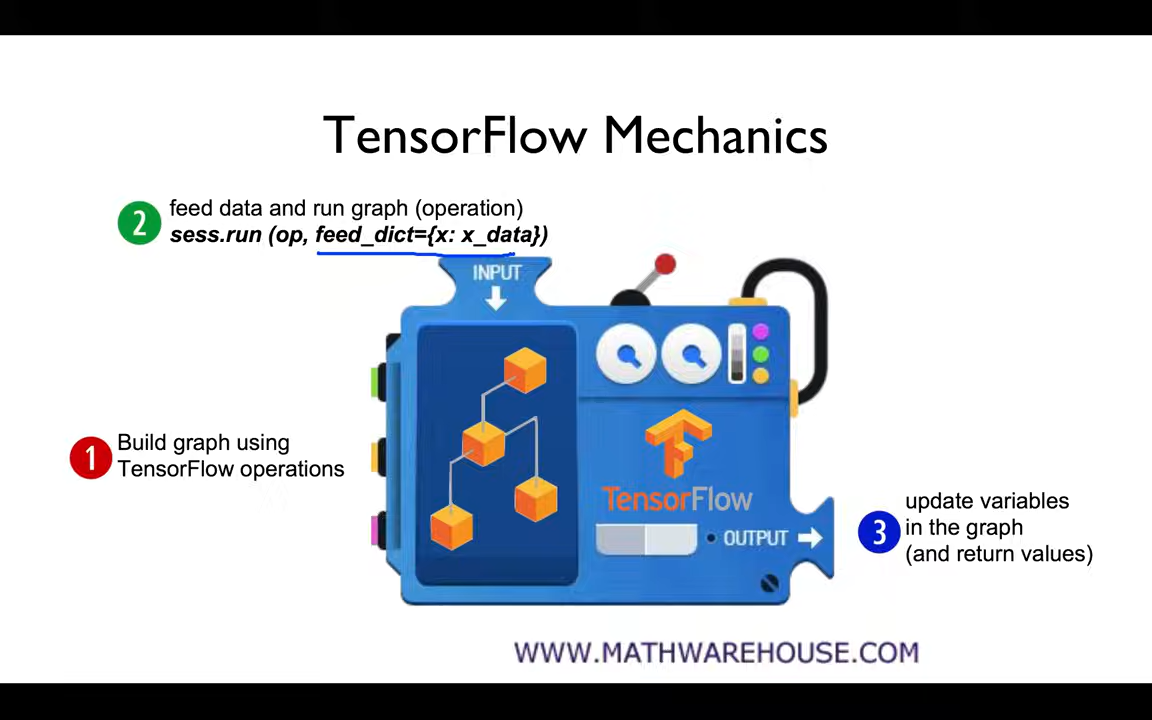 TensorFlow Mechanics
2
feed data and run graph (operation)
sess.run (op, feed_dict={x: x_data})
INPUT
1
Build graph using
TensorFlow operations
TensorFlow
OUTPUT
3
update variables
in the graph
(and return values)
WWW.MATHWAREHOUSE.COM